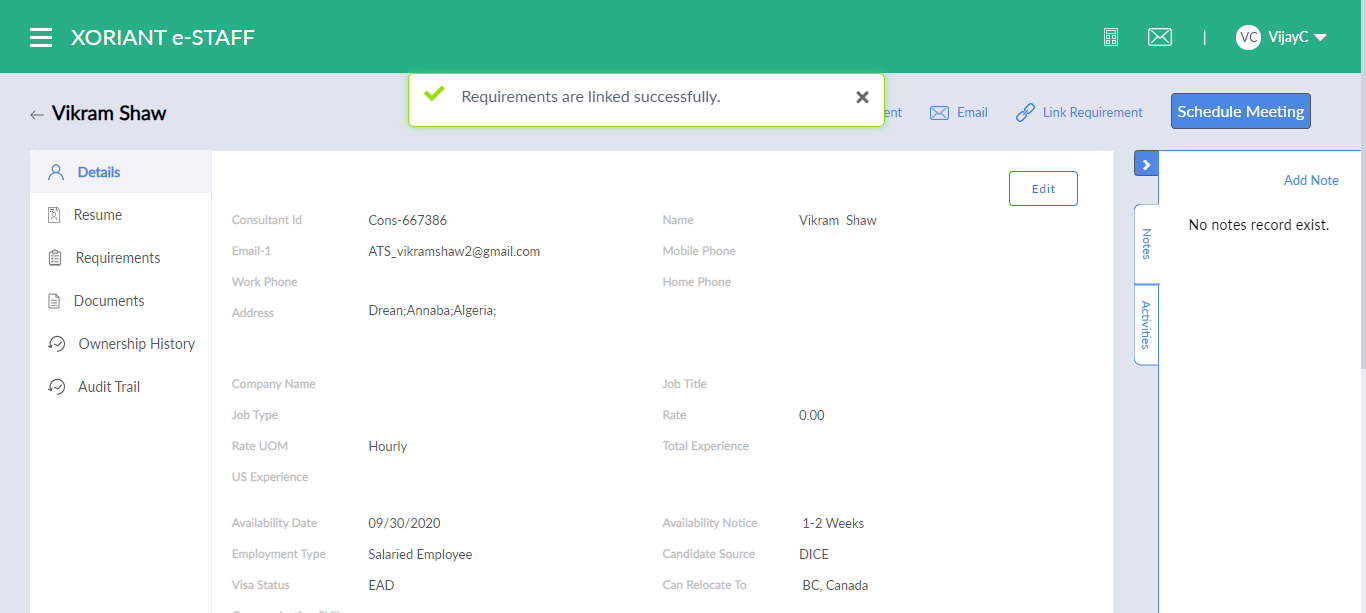 XORIANT e-STAFF
VC VijayC
Requirements are linked successfully.
Vikram Shaw
Email
Link Requirement
Schedule Meeting
Details
Resume
Requirements
Documents
Ownership History
Audit Trail
Edit
Consultant Id Cons-667386 Name Vikram Shaw
Email-1 ATS_vikramshaw2@gmail.com Mobile Phone
Work Phone Home Phone
Address Drean;Annaba;Algeria;
Company Name Job Title
Job Type Rate 0.00
Rate UOM Hourly Total Experience
US Experience
Availability Date 09/30/2020 Availability Notice 1-2 Weeks
Employment Type Salaried Employee Candidate Source DICE
Visa Status EAD Can Relocate To BC, Canada
Notes
Activities
Add Note
No notes record exist.